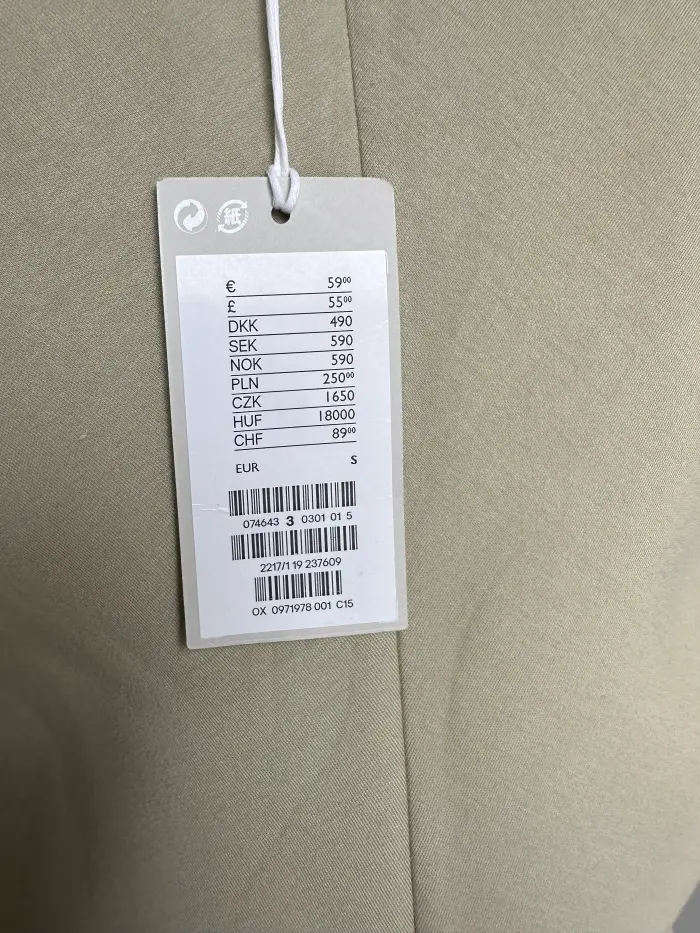 紙
€ 59⁰⁰
£ 55⁰⁰
DKK 490
SEK 590
NOK 590
PLN 250⁰⁰
CZK 1650
HUF 18000
CHF 89⁰⁰
EUR S
074643 3 0301 01 5
2217/1 19 237609
OX 0971978 001 C15